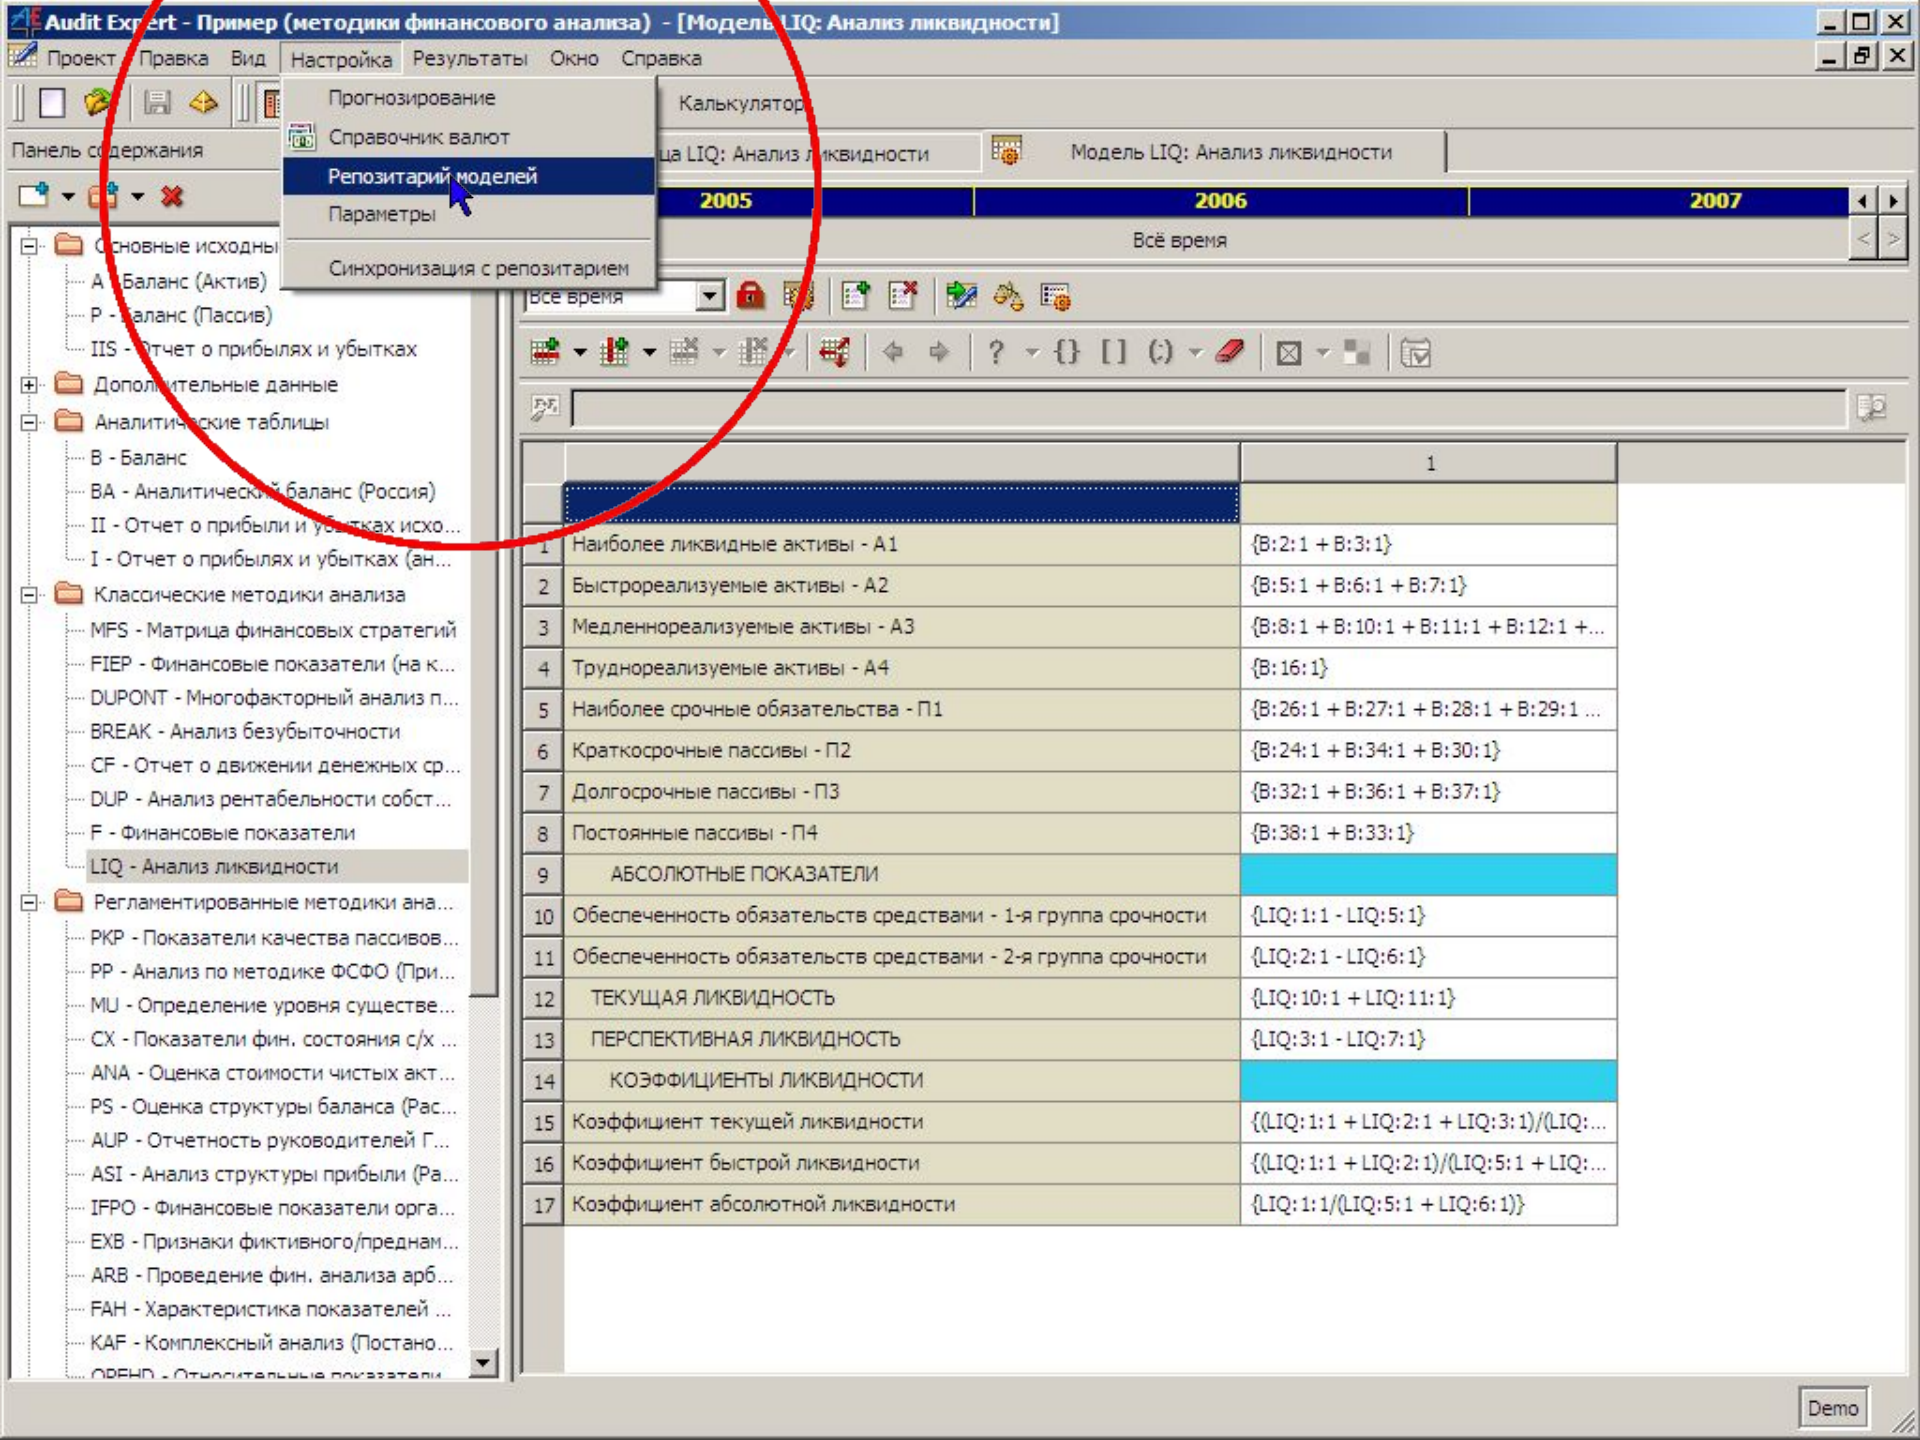 Audit Expert - Пример (методики финансового анализа) - [Модель LIQ: Анализ ликвидности]
Проект Правка Вид Настройка Результаты Окно Справка
Прогнозирование
Справочник валют
Репозитарий моделей
Параметры
Синхронизация с репозитарием
Калькулятор
Панель содержания
ца LIQ: Анализ ликвидности
Модель LIQ: Анализ ликвидности
2005 2006 2007
Всё время
Все время
Основные исходны
A - Баланс (Актив)
P - Баланс (Пассив)
IIS - Отчет о прибылях и убытках
Дополнительные данные
Аналитические таблицы
B - Баланс
BA - Аналитический баланс (Россия)
II - Отчет о прибыли и убытках исхо...
I - Отчет о прибылях и убытках (ан...
Классические методики анализа
MFS - Матрица финансовых стратегий
FIEP - Финансовые показатели (на к...
DUPONT - Многофакторный анализ п...
BREAK - Анализ безубыточности
CF - Отчет о движении денежных ср...
DUP - Анализ рентабельности собст...
F - Финансовые показатели
LIQ - Анализ ликвидности
Регламентированные методики ана...
PKP - Показатели качества пассивов...
PP - Анализ по методике ФСФО (При...
MU - Определение уровня существе...
CX - Показатели фин. состояния с/х ...
ANA - Оценка стоимости чистых акт...
PS - Оценка структуры баланса (Рас...
AUP - Отчетность руководителей Г...
ASI - Анализ структуры прибыли (Ра...
IFPO - Финансовые показатели орга...
EXB - Признаки фиктивного/преднам...
ARB - Проведение фин. анализа арб...
FAH - Характеристика показателей ...
KAF - Комплексный анализ (Постано...
OPEHD - Относительные показатели
1
1 Наиболее ликвидные активы - А1 {B:2:1 + B:3:1}
2 Быстрореализуемые активы - А2 {B:5:1 + B:6:1 + B:7:1}
3 Медленнореализуемые активы - А3 {B:8:1 + B:10:1 + B:11:1 + B:12:1 +...
4 Труднореализуемые активы - А4 {B:16:1}
5 Наиболее срочные обязательства - П1 {B:26:1 + B:27:1 + B:28:1 + B:29:1 ...
6 Краткосрочные пассивы - П2 {B:24:1 + B:34:1 + B:30:1}
7 Долгосрочные пассивы - П3 {B:32:1 + B:36:1 + B:37:1}
8 Постоянные пассивы - П4 {B:38:1 + B:33:1}
9 АБСОЛЮТНЫЕ ПОКАЗАТЕЛИ
10 Обеспеченность обязательств средствами - 1-я группа срочности {LIQ:1:1 - LIQ:5:1}
11 Обеспеченность обязательств средствами - 2-я группа срочности {LIQ:2:1 - LIQ:6:1}
12 ТЕКУЩАЯ ЛИКВИДНОСТЬ {LIQ:10:1 + LIQ:11:1}
13 ПЕРСПЕКТИВНАЯ ЛИКВИДНОСТЬ {LIQ:3:1 - LIQ:7:1}
14 КОЭФФИЦИЕНТЫ ЛИКВИДНОСТИ
15 Коэффициент текущей ликвидности {(LIQ:1:1 + LIQ:2:1 + LIQ:3:1)/(LIQ:...
16 Коэффициент быстрой ликвидности {(LIQ:1:1 + LIQ:2:1)/(LIQ:5:1 + LIQ:...
17 Коэффициент абсолютной ликвидности {LIQ:1:1/(LIQ:5:1 + LIQ:6:1)}
Demo